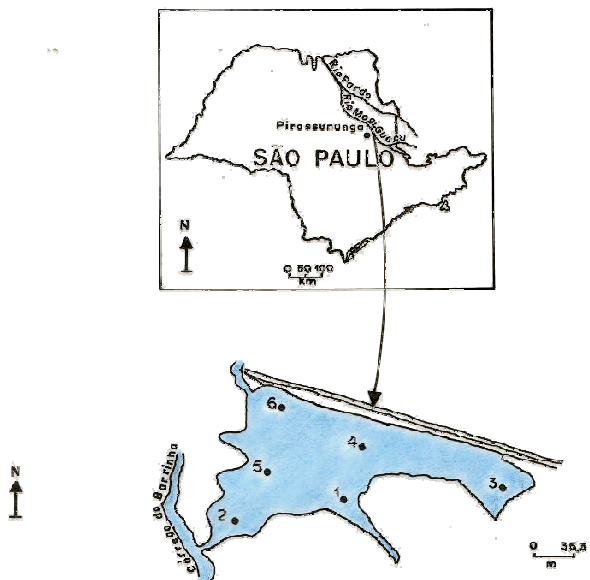 Rio Pardo
Rio Mogi-Guaçu
Pirassununga
SÃO PAULO
N
0 50 100
Km
6
4
5
3
1
2
N
Córrego do Barrinha
0 35,5
m